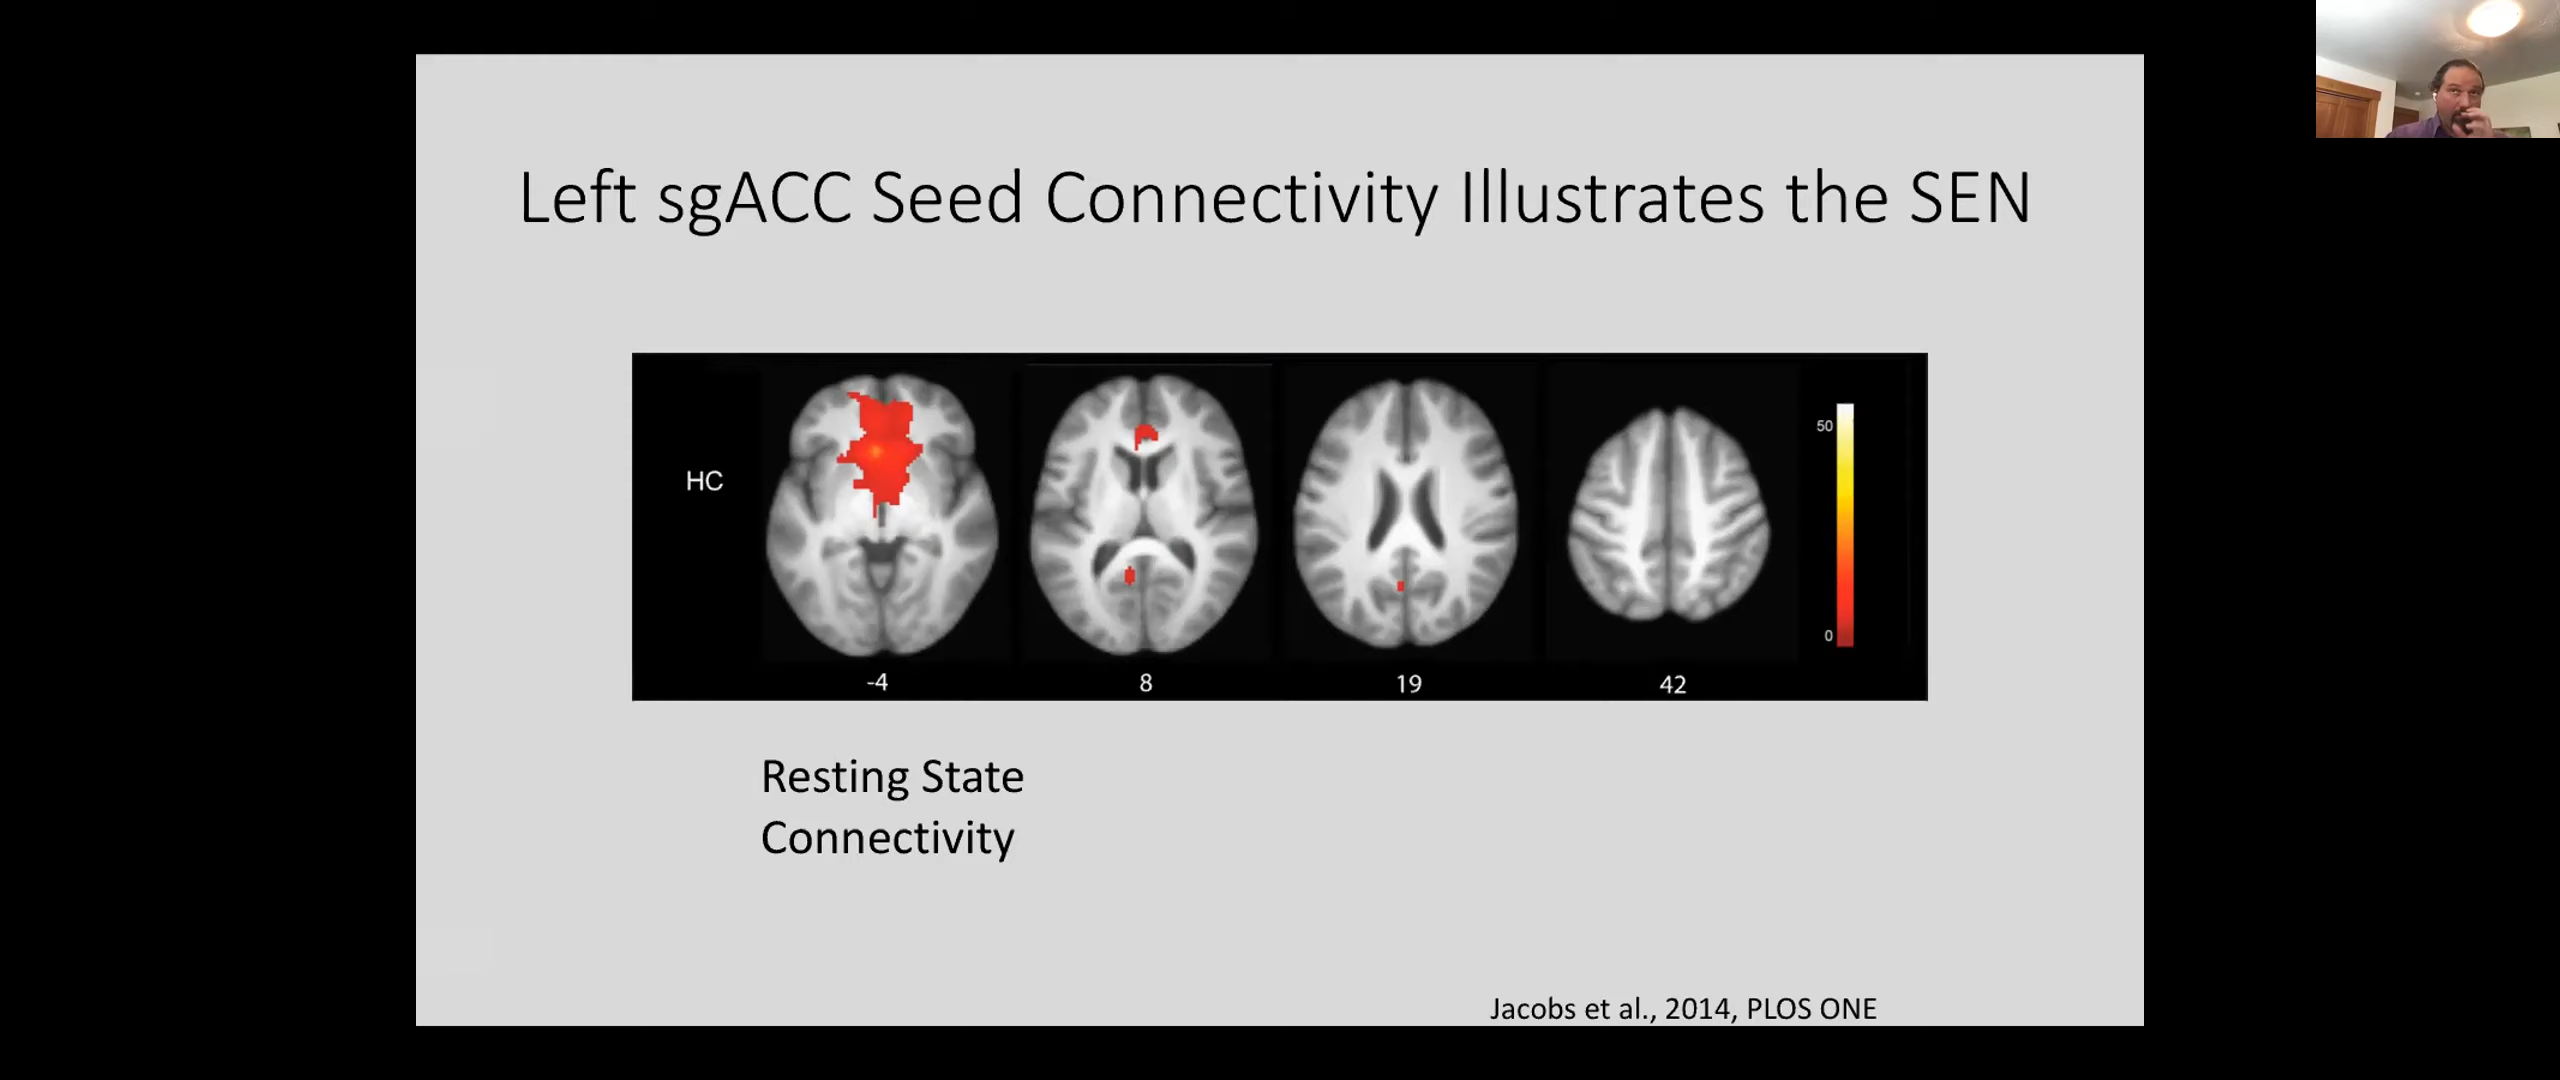 Left sgACC Seed Connectivity Illustrates the SEN
HC
50
0
-4
8
19
42
Resting State
Connectivity
Jacobs et al., 2014, PLOS ONE